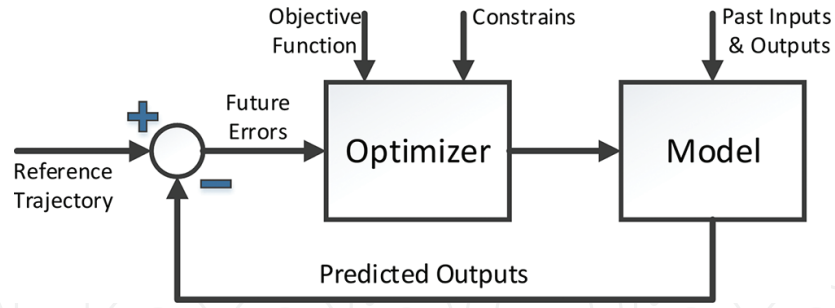 Objective
Function
Constrains
Past Inputs
& Outputs
Future
Errors
Optimizer
Model
Reference
Trajectory
Predicted Outputs